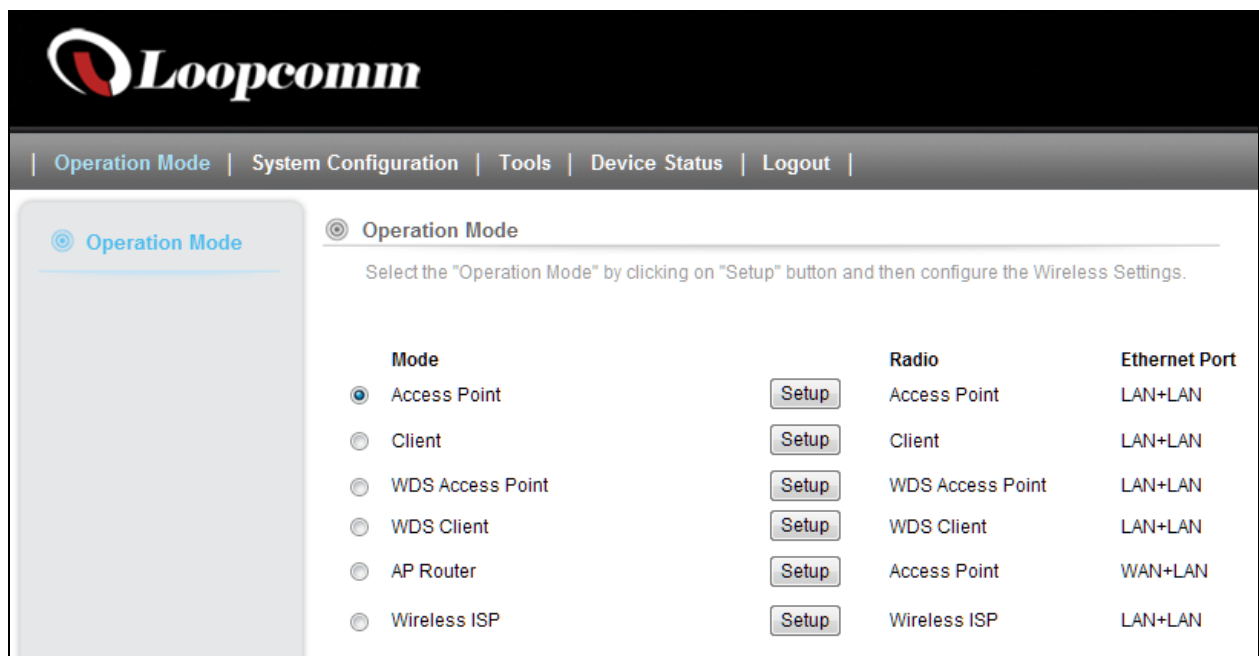 Loopcomm
| Operation Mode | System Configuration | Tools | Device Status | Logout |
Operation Mode
Operation Mode
Select the "Operation Mode" by clicking on "Setup" button and then configure the Wireless Settings.
Mode Radio Ethernet Port
Access Point Setup Access Point LAN+LAN
Client Setup Client LAN+LAN
WDS Access Point Setup WDS Access Point LAN+LAN
WDS Client Setup WDS Client LAN+LAN
AP Router Setup Access Point WAN+LAN
Wireless ISP Setup Wireless ISP LAN+LAN